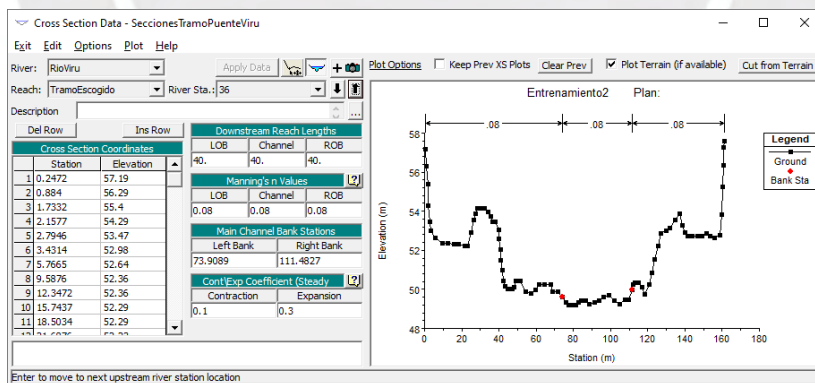 Cross Section Data - SeccionesTramoPuenteViru
Exit Edit Options Plot Help
River: RioViru Apply Data + Plot Options Keep Prev XS Plots Clear Prev Plot Terrain (if available) Cut from Terrain
Reach: TramoEscogido River Sta.: 36
Description ...
Del Row Ins Row
Cross Section Coordinates
Station Elevation
1 0.2472 57.19
2 0.884 56.29
3 1.7332 55.4
4 2.1577 54.29
5 2.7946 53.47
6 3.4314 52.98
7 5.7665 52.64
8 9.5876 52.36
9 12.3472 52.36
10 15.7437 52.29
11 18.5034 52.29
Downstream Reach Lengths
LOB Channel ROB
40. 40. 40.
Manning's n Values
LOB Channel ROB
0.08 0.08 0.08
Main Channel Bank Stations
Left Bank Right Bank
73.9089 111.4827
Cont\Exp Coefficient (Steady
Contraction Expansion
0.1 0.3
Entrenamiento2 Plan:
.08 .08 .08
58
56
54
52
50
48
Elevation (m)
0 20 40 60 80 100 120 140 160 180
Station (m)
Legend
Ground
Bank Sta
Enter to move to next upstream river station location